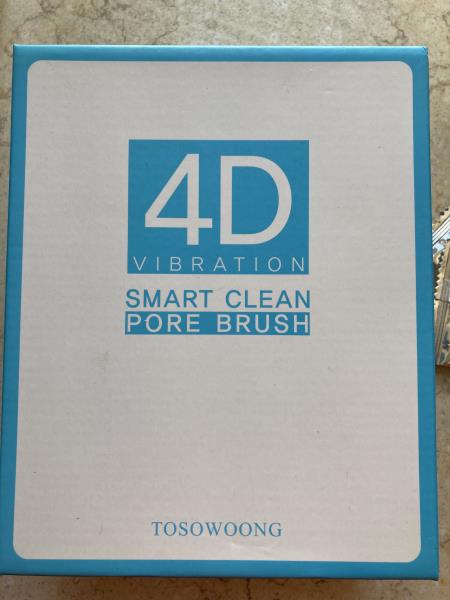 4D
VIBRATION
SMART CLEAN
PORE BRUSH
TOSOWOONG